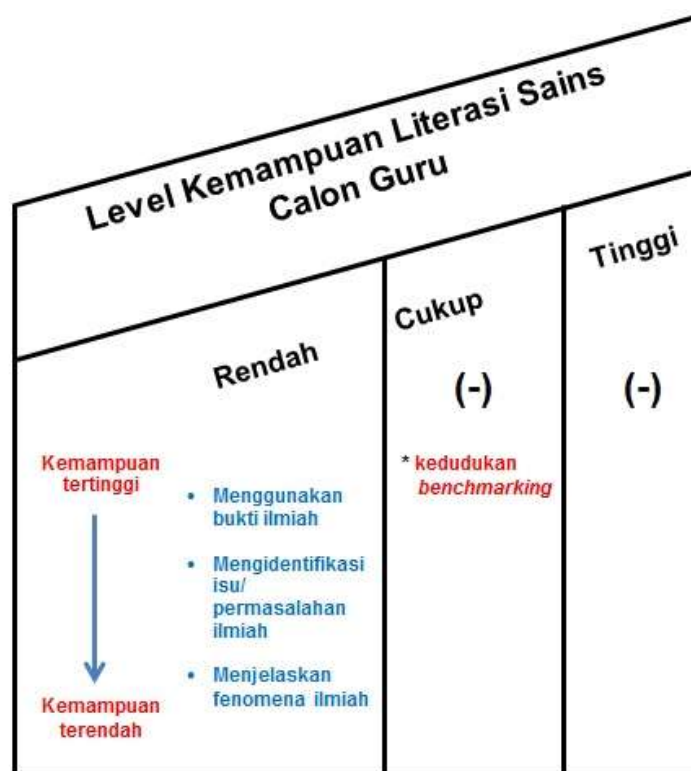 Level Kemampuan Literasi Sains
Calon Guru
Rendah
Cukup
Tinggi
(-)
(-)
Kemampuan
tertinggi
* kedudukan
benchmarking
• Menggunakan
bukti ilmiah
• Mengidentifikasi
isu/
permasalahan
ilmiah
• Menjelaskan
fenomena ilmiah
Kemampuan
terendah